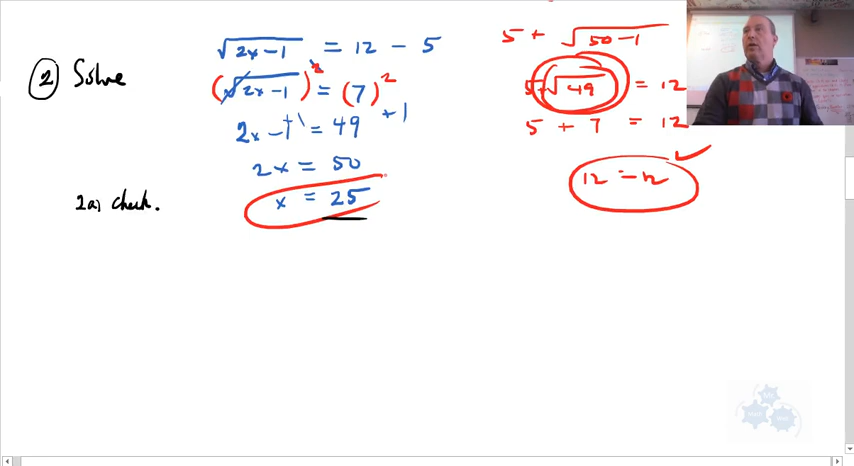 √2x-1 = 12 - 5
5 + √50-1
② Solve
(√2x-1)² = (7)²
5+√49 = 12
2x - 1 +1 = 49 +1
5 + 7 = 12
2x = 50
12 = 12 ✓
2a) check.
x = 25